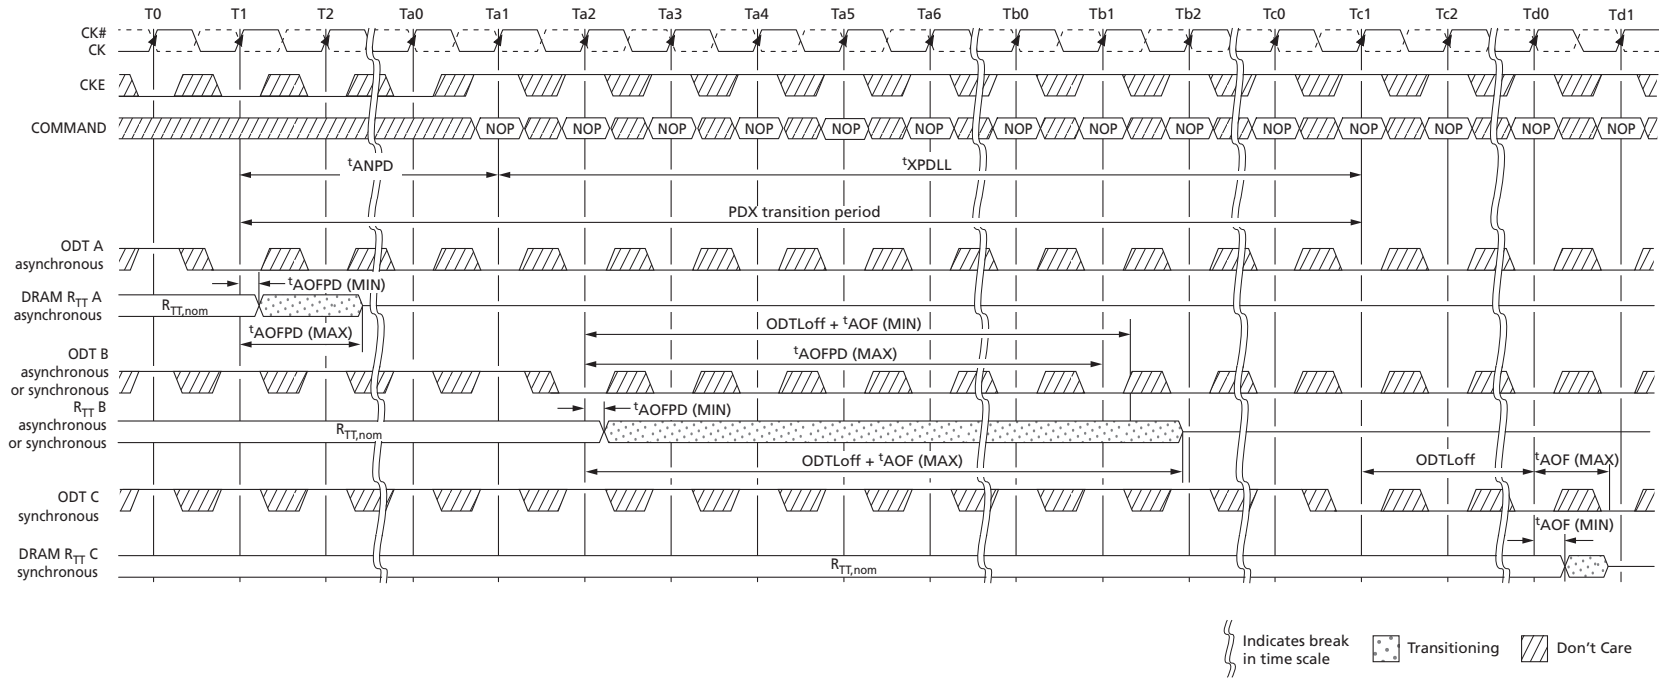 T0 T1 T2 Ta0 Ta1 Ta2 Ta3 Ta4 Ta5 Ta6 Tb0 Tb1 Tb2 Tc0 Tc1 Tc2 Td0 Td1
CK#
CK
CKE
COMMAND NOP NOP NOP NOP NOP NOP NOP NOP NOP NOP NOP NOP NOP NOP
tANPD tXPDLL
PDX transition period
ODT A
asynchronous
tAOFPD (MIN)
DRAM RTT A
asynchronous
RTT,nom
tAOFPD (MAX)
ODTLoff + tAOF (MIN)
tAOFPD (MAX)
ODT B
asynchronous
or synchronous
tAOFPD (MIN)
RTT B
asynchronous
or synchronous
RTT,nom
ODTLoff + tAOF (MAX) ODTLoff tAOF (MAX)
ODT C
synchronous
tAOF (MIN)
DRAM RTT C
synchronous
RTT,nom
Indicates break
in time scale
Transitioning
Don't Care